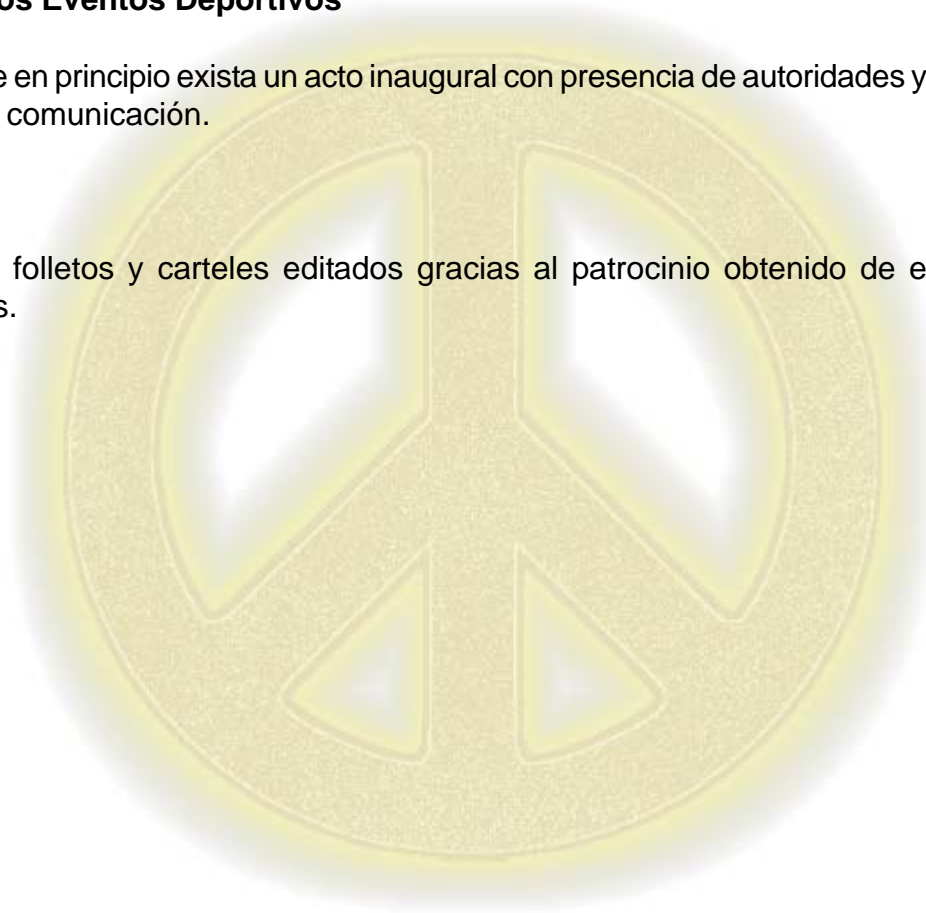 os Eventos Deportivos
e en principio exista un acto inaugural con presencia de autoridades y
comunicación.
folletos y carteles editados gracias al patrocinio obtenido de e
s.